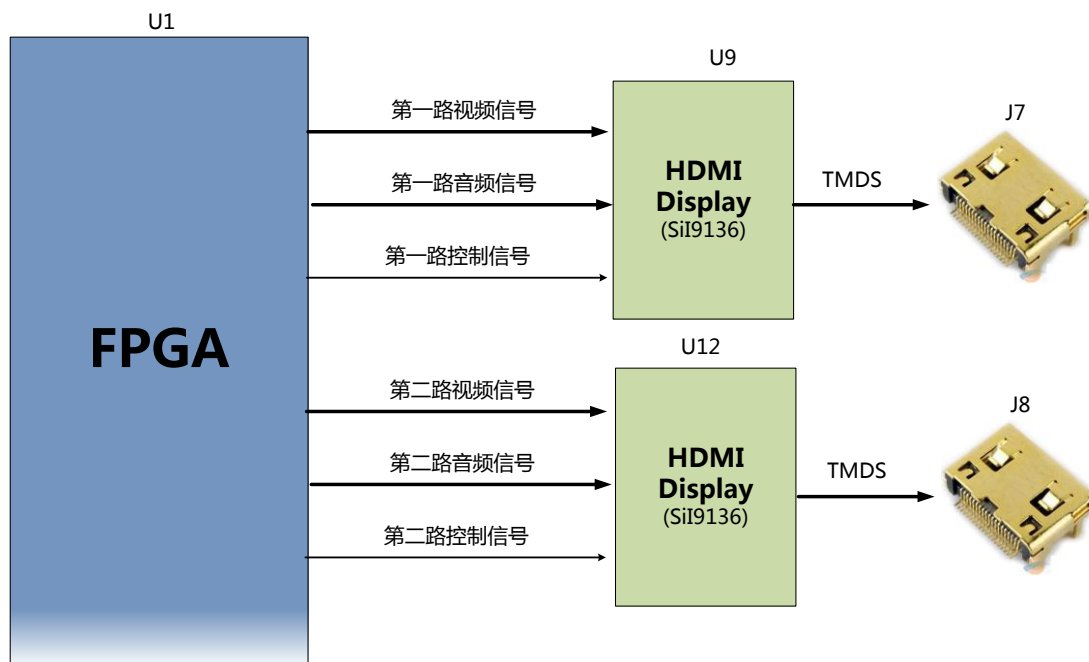 U1
FPGA
第一路视频信号
第一路音频信号
第一路控制信号
U9
HDMI
Display
(SiI9136)
TMDS
J7
第二路视频信号
第二路音频信号
第二路控制信号
U12
HDMI
Display
(SiI9136)
TMDS
J8